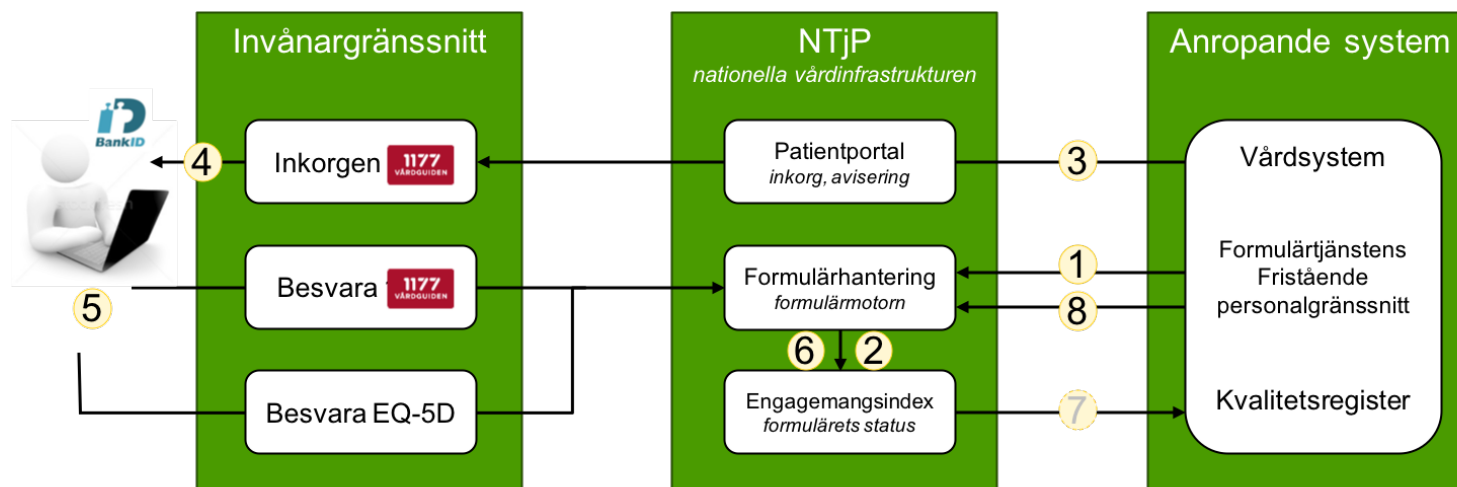 Invånargränssnitt
NTjP
nationella vårdinfrastrukturen
Anropande system
BankID
4
Inkorgen
1177
VÅRDGUIDEN
Patientportal
inkorg, avisering
3
Vårdsystem
5
Besvara
1177
VÅRDGUIDEN
Formulärhantering
formulärmotorn
1
8
Formulärtjänstens
Fristående
personalgränssnitt
6
2
Besvara EQ-5D
Engagemangsindex
formulärets status
7
Kvalitetsregister